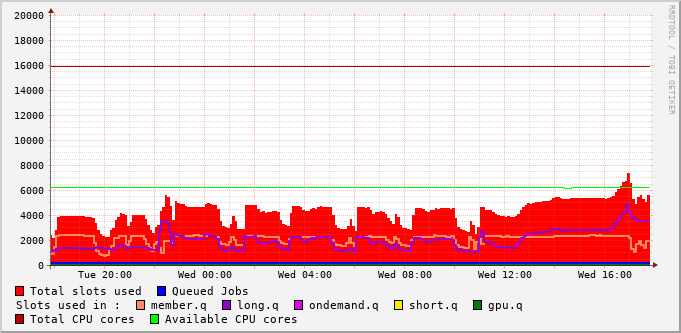 20000
18000
16000
14000
12000
10000
8000
6000
4000
2000
0
Tue 20:00 Wed 00:00 Wed 04:00 Wed 08:00 Wed 12:00 Wed 16:00
Total slots used Queued Jobs
Slots used in : member.q long.q ondemand.q short.q gpu.q
Total CPU cores Available CPU cores
RRDTOOL / TOBI OETIKER